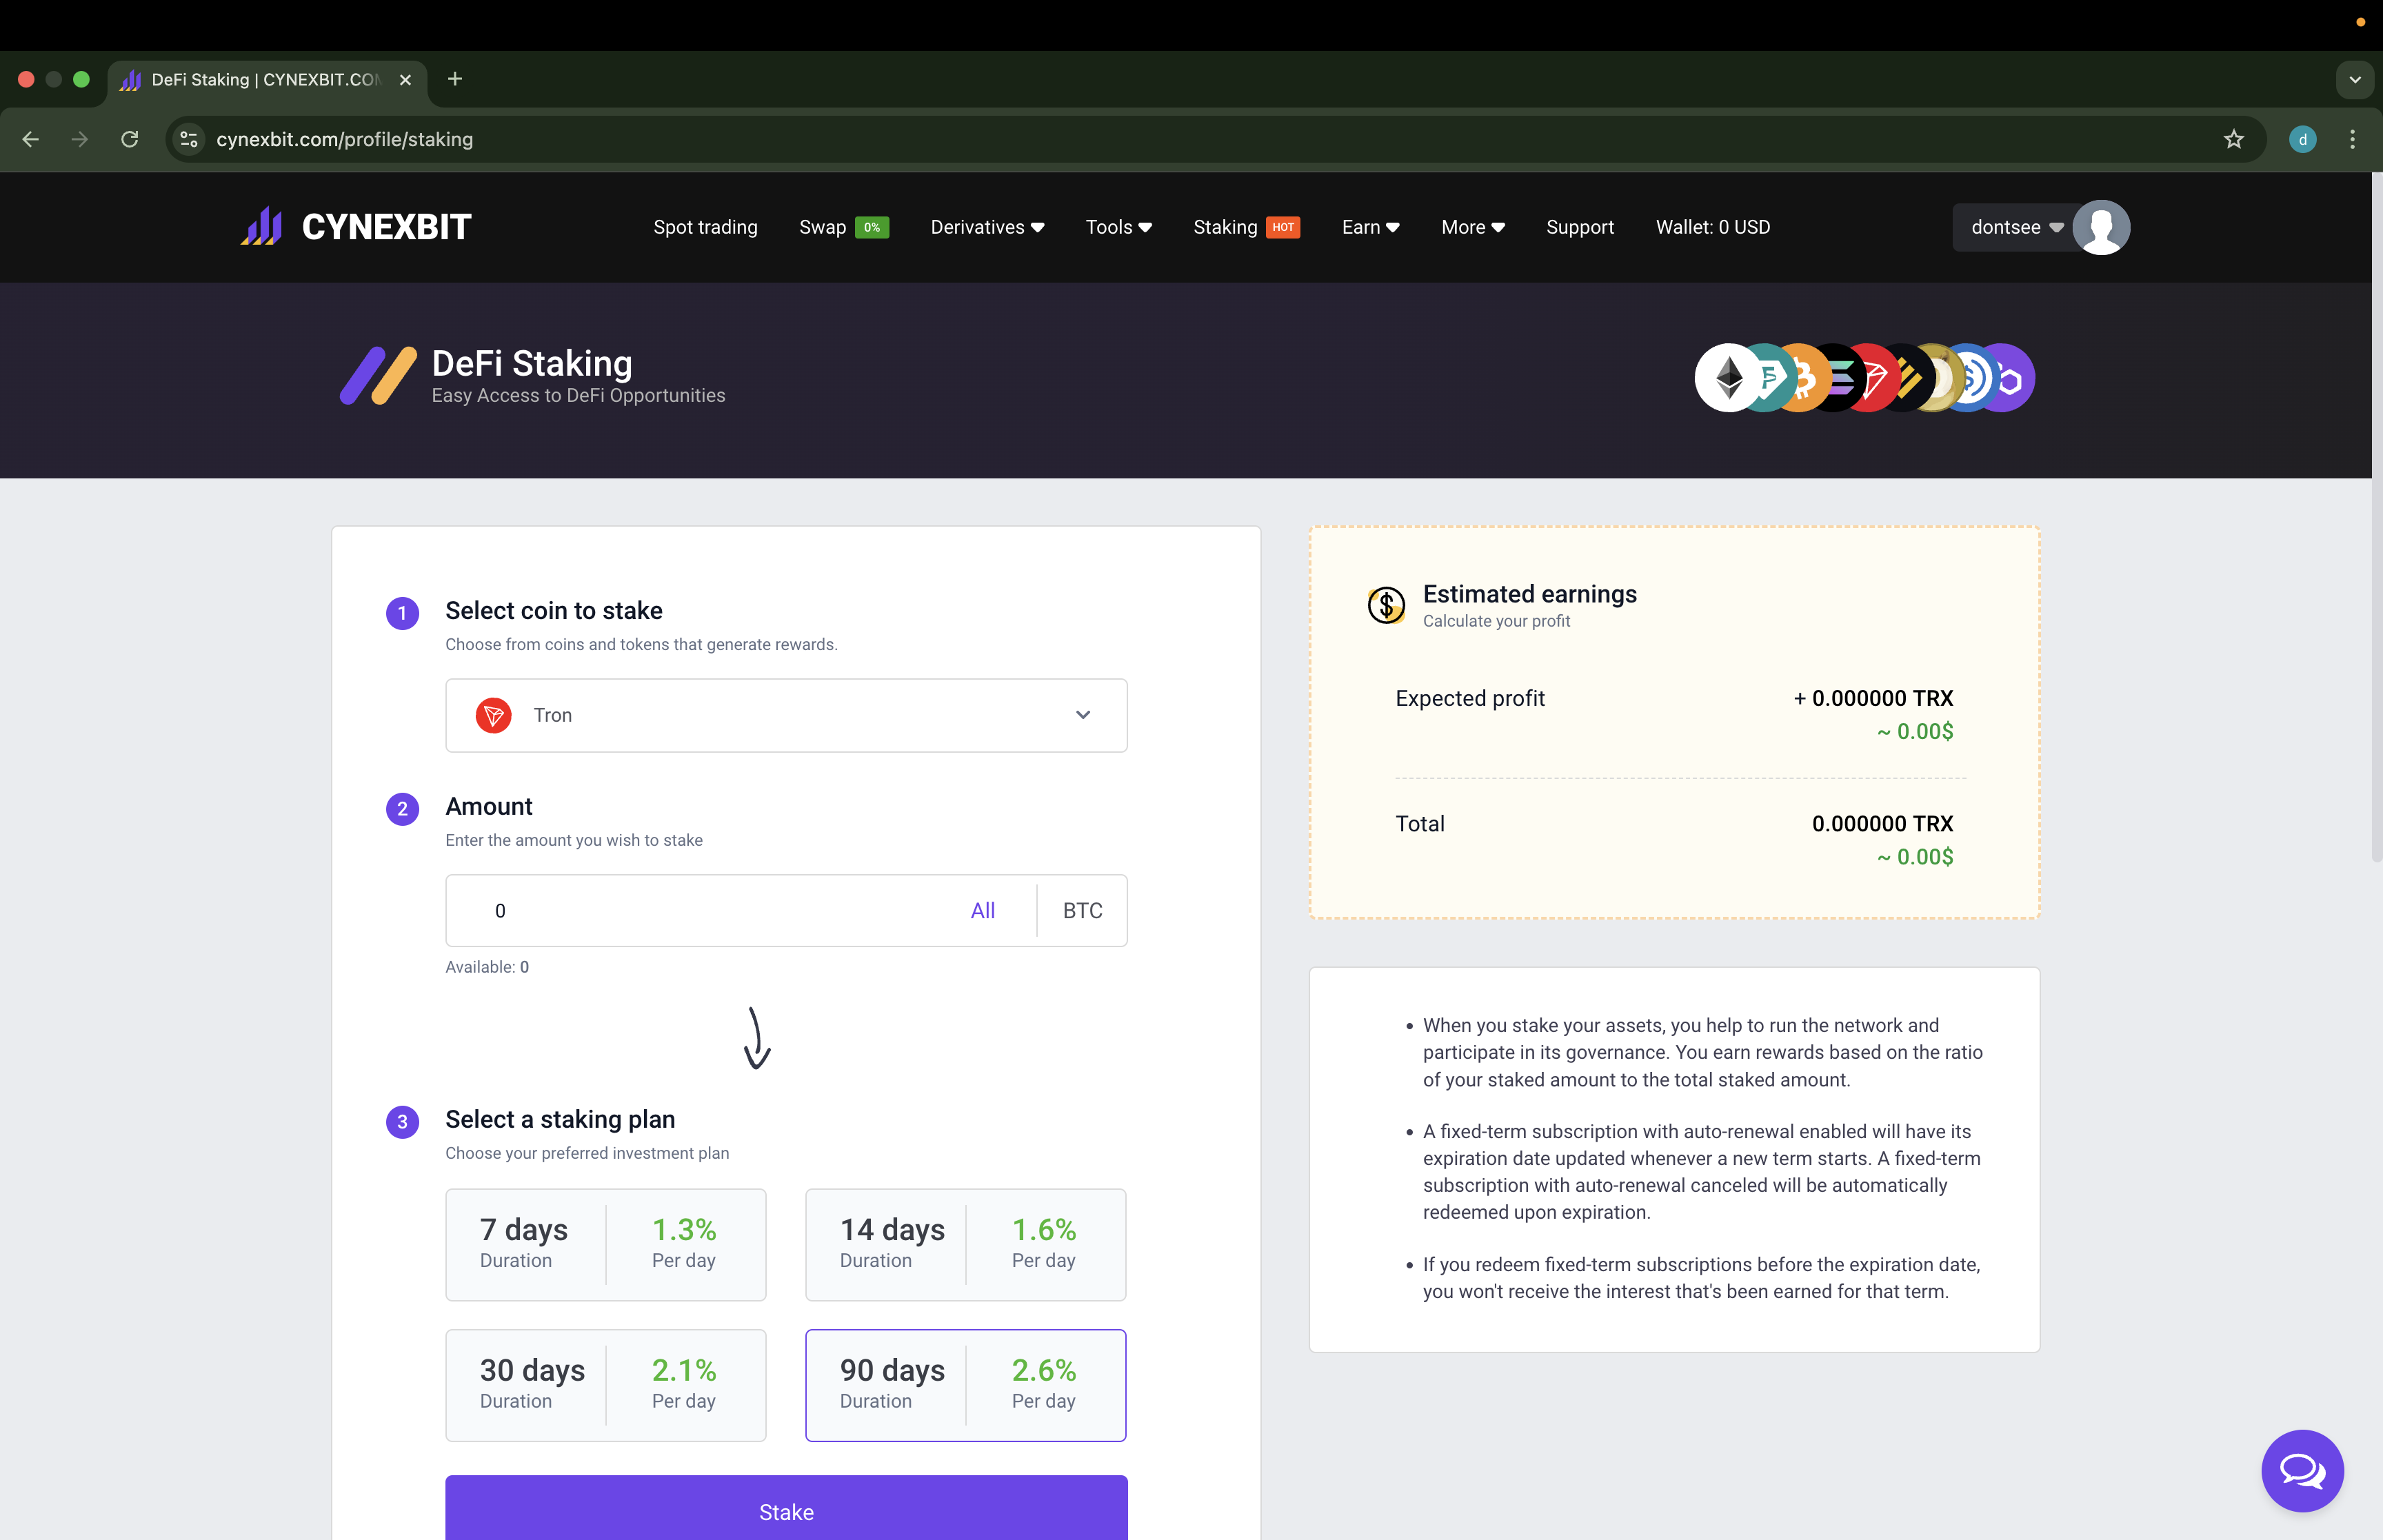 DeFi Staking | CYNEXBIT.COM
cynexbit.com/profile/staking
d
CYNEXBIT
Spot trading
Swap 0%
Derivatives
Tools
Staking HOT
Earn
More
Support
Wallet: 0 USD
dontsee
DeFi Staking
Easy Access to DeFi Opportunities
1
Select coin to stake
Choose from coins and tokens that generate rewards.
Tron
2
Amount
Enter the amount you wish to stake
0
All
BTC
Available: 0
3
Select a staking plan
Choose your preferred investment plan
7 days
Duration
1.3%
Per day
14 days
Duration
1.6%
Per day
30 days
Duration
2.1%
Per day
90 days
Duration
2.6%
Per day
Stake
Estimated earnings
Calculate your profit
Expected profit
+ 0.000000 TRX
~ 0.00$
Total
0.000000 TRX
~ 0.00$
When you stake your assets, you help to run the network and
participate in its governance. You earn rewards based on the ratio
of your staked amount to the total staked amount.
A fixed-term subscription with auto-renewal enabled will have its
expiration date updated whenever a new term starts. A fixed-term
subscription with auto-renewal canceled will be automatically
redeemed upon expiration.
If you redeem fixed-term subscriptions before the expiration date,
you won't receive the interest that's been earned for that term.